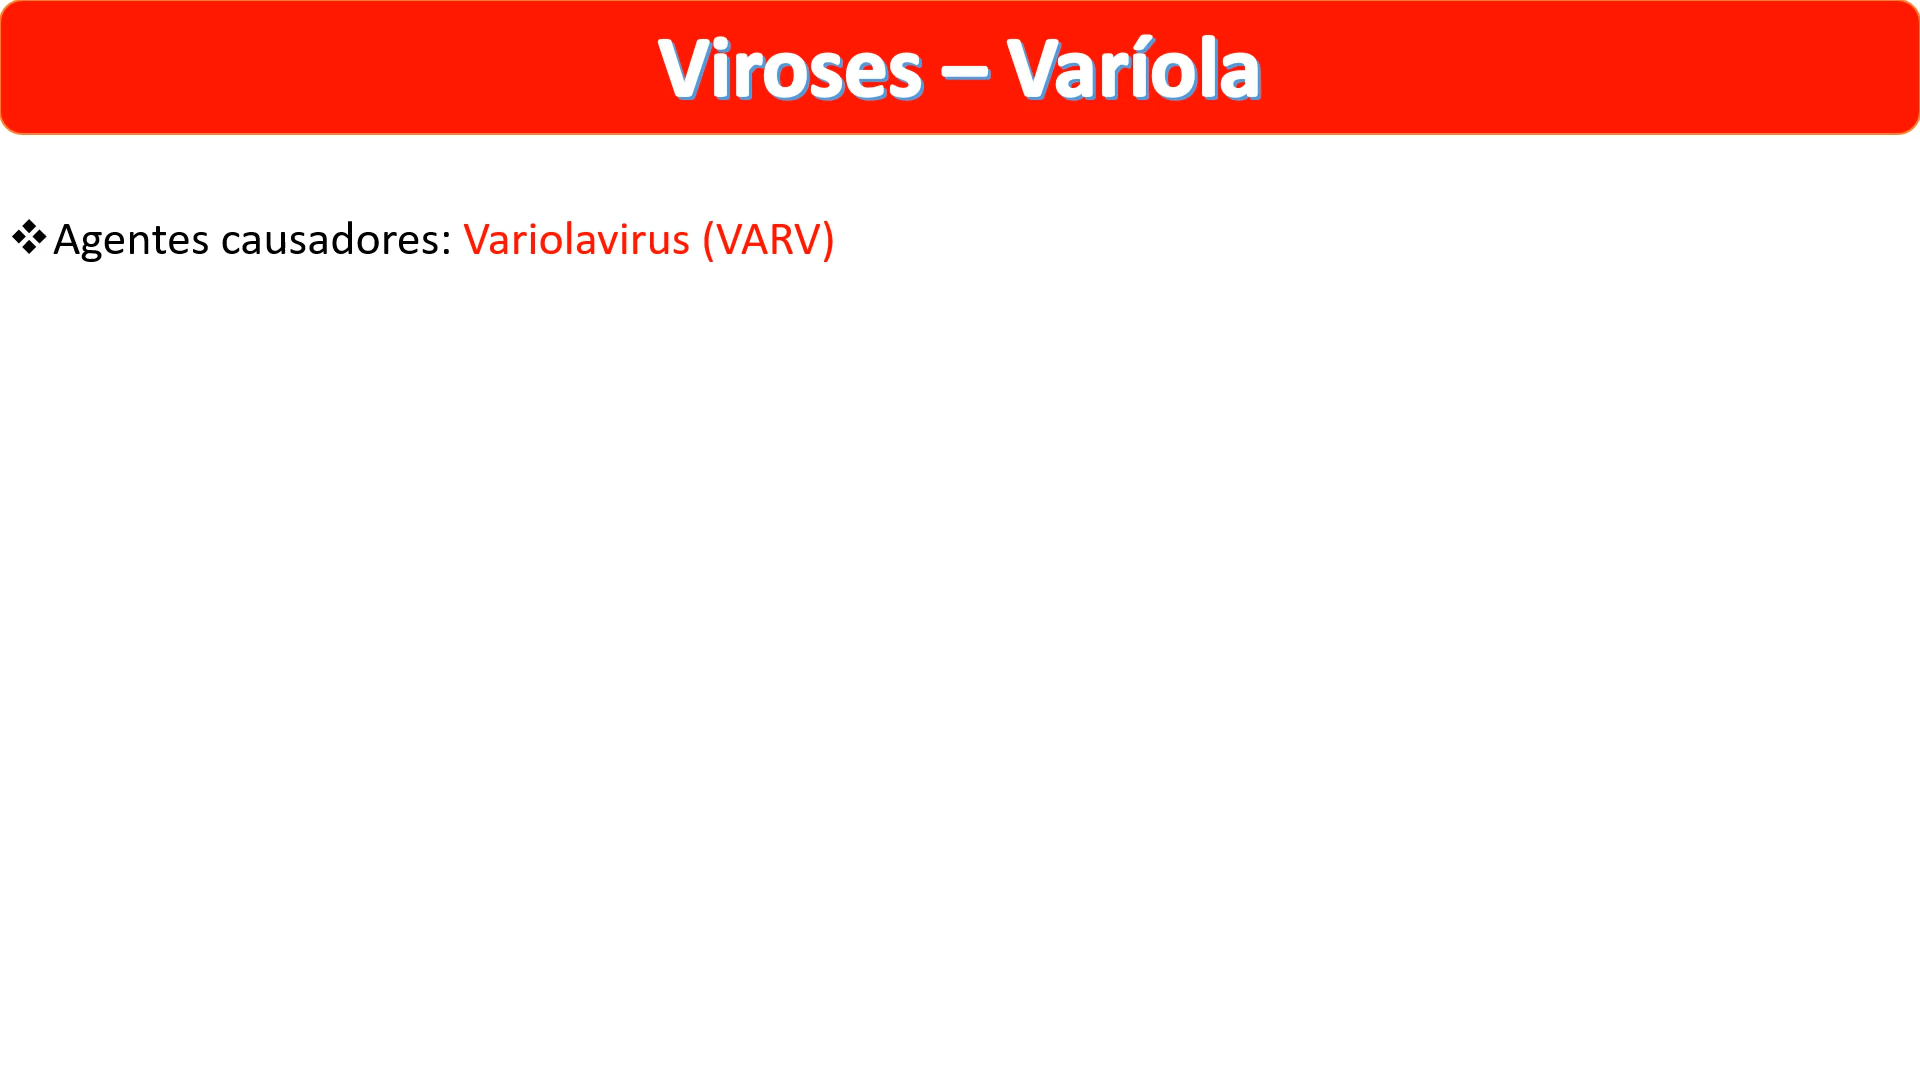 Viroses – Varíola
❖Agentes causadores: Variolavirus (VARV)